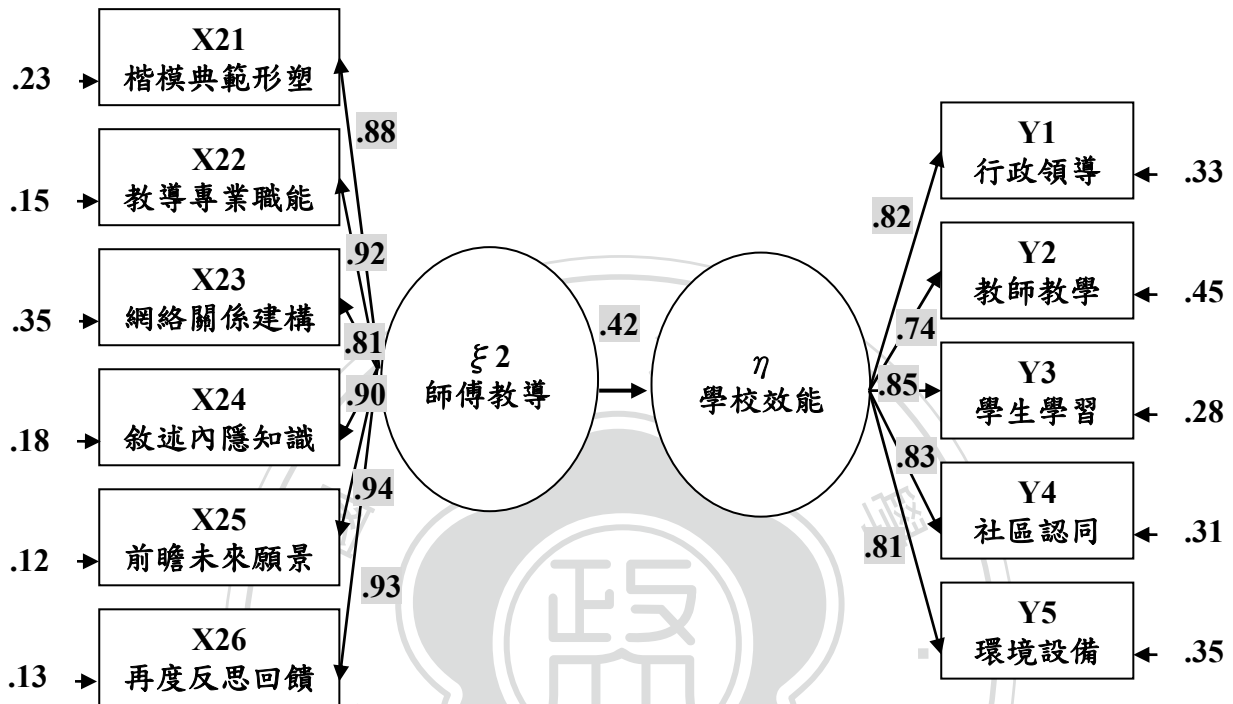 X21
楷模典範形塑
.23
.88
X22
教導專業職能
.15
.92
X23
網絡關係建構
.35
.81
X24
敘述內隱知識
.18
.90
X25
前瞻未來願景
.12
.94
X26
再度反思回饋
.13
.93
ξ2
師傅教導
.42
η
學校效能
Y1
行政領導
.33
.82
Y2
教師教學
.45
.74
Y3
學生學習
.28
.85
Y4
社區認同
.31
.83
Y5
環境設備
.35
.81
政
學